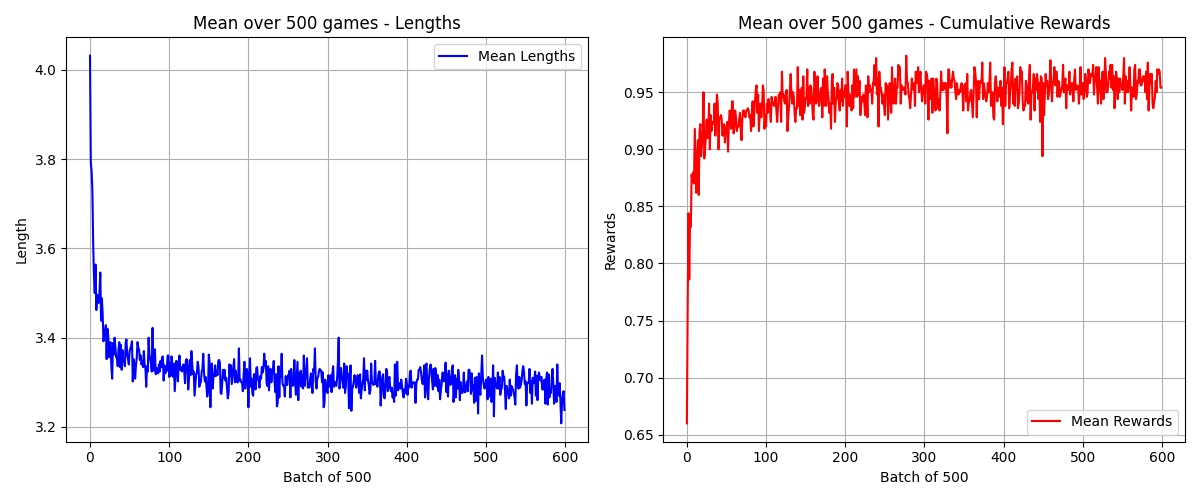 Mean over 500 games - Lengths
Mean Lengths
4.0
3.8
3.6
3.4
3.2
Length
0 100 200 300 400 500 600
Batch of 500
Mean over 500 games - Cumulative Rewards
0.95
0.90
0.85
0.80
0.75
0.70
0.65
Rewards
Mean Rewards
0 100 200 300 400 500 600
Batch of 500